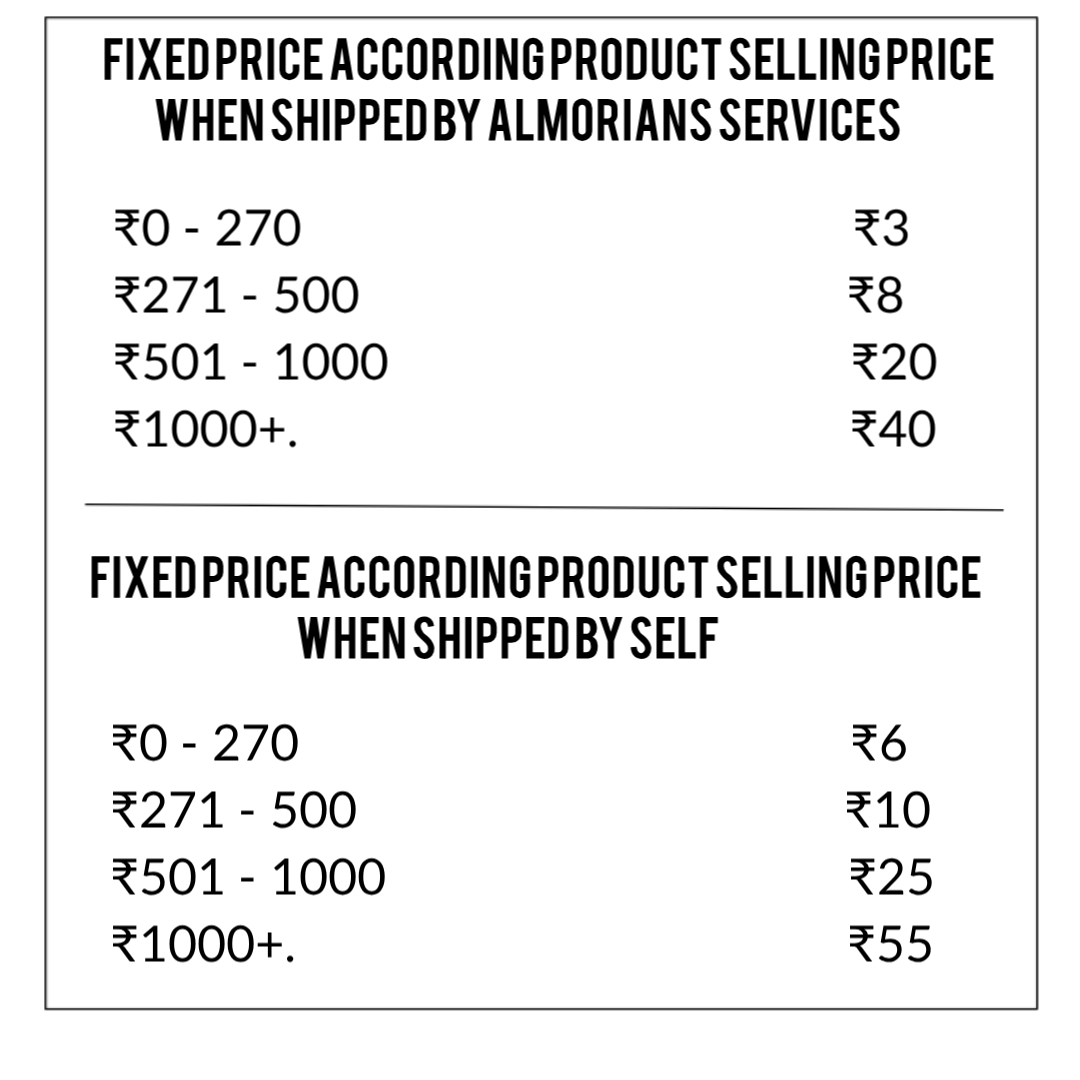 FIXED PRICE ACCORDING PRODUCT SELLING PRICE
WHEN SHIPPED BY ALMORIANS SERVICES
₹0 - 270 ₹3
₹271 - 500 ₹8
₹501 - 1000 ₹20
₹1000+. ₹40
FIXED PRICE ACCORDING PRODUCT SELLING PRICE
WHEN SHIPPED BY SELF
₹0 - 270 ₹6
₹271 - 500 ₹10
₹501 - 1000 ₹25
₹1000+. ₹55